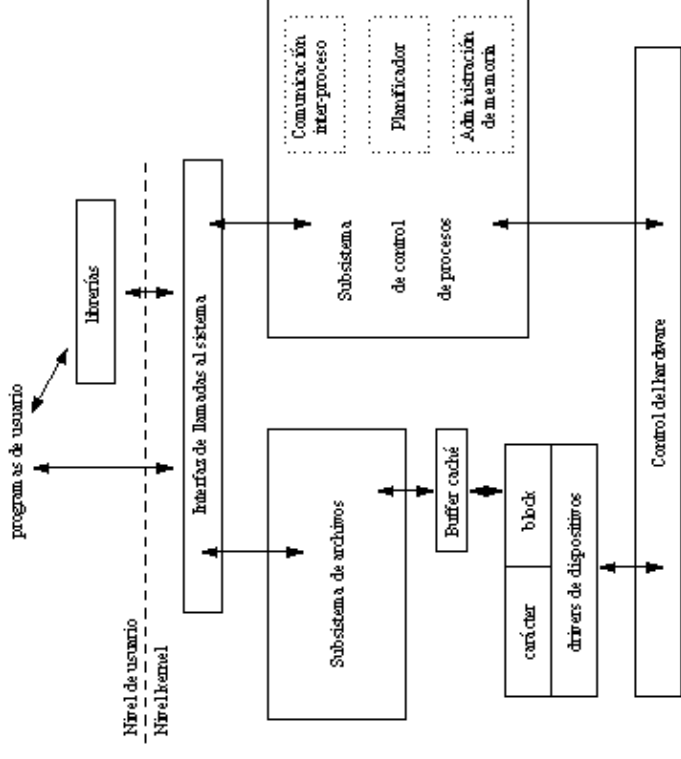 programas de usuario
librerías
Nivel de usuario
Nivel kernel
Interfaz de llamadas al sistema
Subsistema de archivos
Subsistema
de control
de procesos
Comunicación
inter-proceso
Planificador
Administración
de memoria
Buffer caché
carácter
block
drivers de dispositivos
Control del hardware